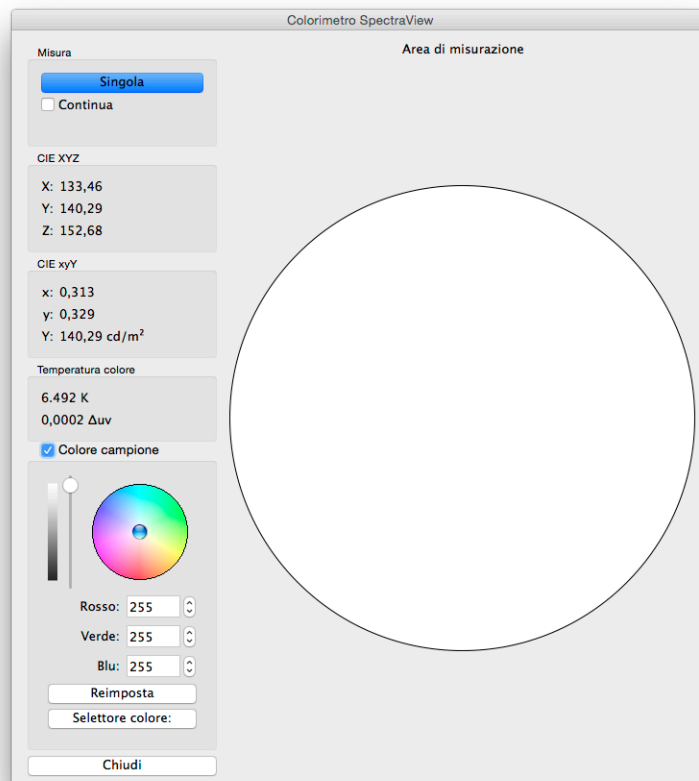 Colorimetro SpectraView
Misura
Singola
Continua
CIE XYZ
X: 133,46
Y: 140,29
Z: 152,68
CIE xyY
x: 0,313
y: 0,329
Y: 140,29 cd/m²
Temperatura colore
6.492 K
0,0002 Δuv
Colore campione
Rosso: 255
Verde: 255
Blu: 255
Reimposta
Selettore colore:
Chiudi
Area di misurazione